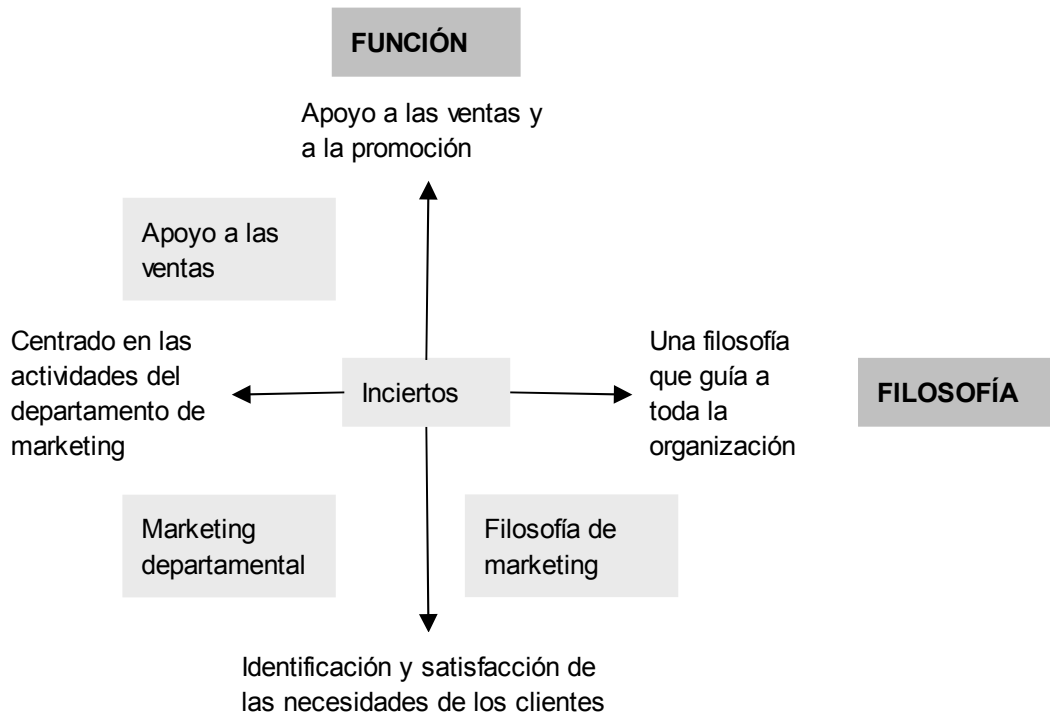 FUNCIÓN
Apoyo a las ventas y
a la promoción
Apoyo a las
ventas
Centrado en las
actividades del
departamento de
marketing
Inciertos
Una filosofía
que guía a
toda la
organización
FILOSOFÍA
Marketing
departamental
Filosofía de
marketing
Identificación y satisfacción de
las necesidades de los clientes